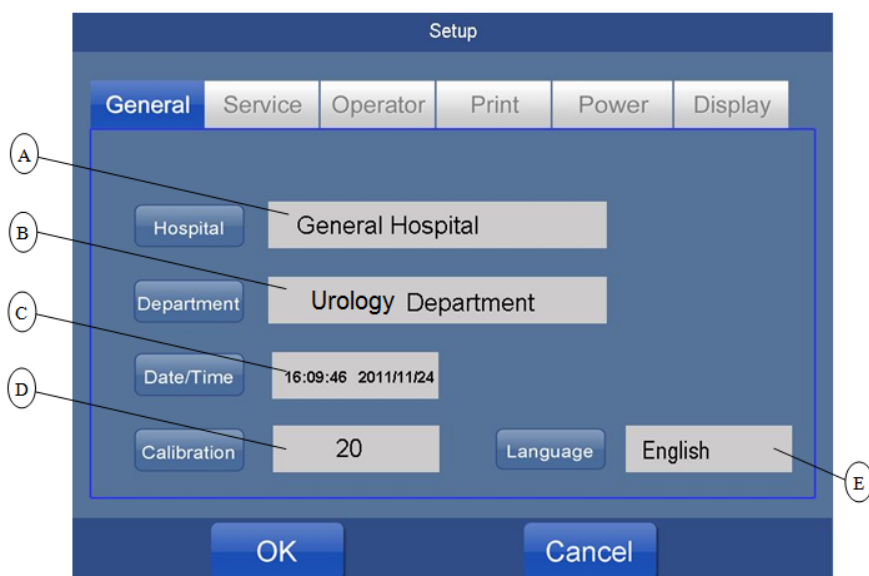 Setup
General Service Operator Print Power Display
A
Hospital General Hospital
B
Department Urology Department
C
Date/Time 16:09:46 2011/11/24
D
Calibration 20 Language English
E
OK Cancel